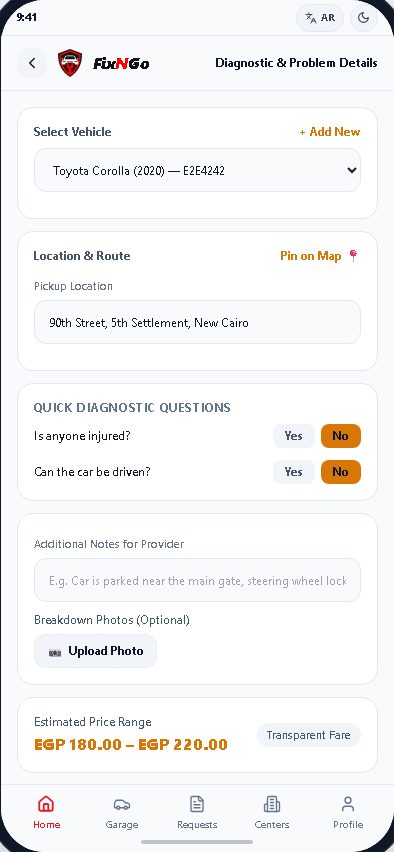 9:41
AR
FixNGo
Diagnostic & Problem Details
Select Vehicle
+ Add New
Toyota Corolla (2020) — E2E4242
Location & Route
Pin on Map
Pickup Location
90th Street, 5th Settlement, New Cairo
QUICK DIAGNOSTIC QUESTIONS
Is anyone injured?
Yes
No
Can the car be driven?
Yes
No
Additional Notes for Provider
E.g. Car is parked near the main gate, steering wheel lock
Breakdown Photos (Optional)
Upload Photo
Estimated Price Range
EGP 180.00 – EGP 220.00
Transparent Fare
Home
Garage
Requests
Centers
Profile